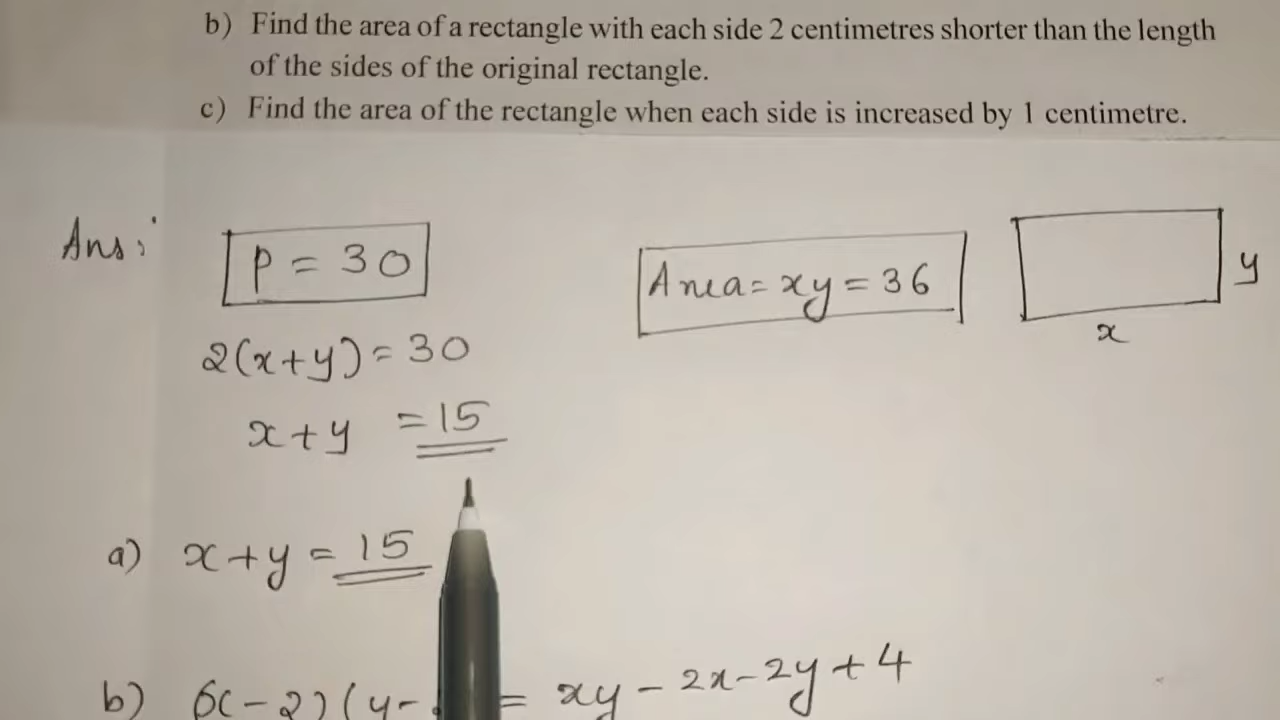 b) Find the area of a rectangle with each side 2 centimetres shorter than the length
of the sides of the original rectangle.
c) Find the area of the rectangle when each side is increased by 1 centimetre.
Ans:
P = 30
Area = xy = 36
y
x
2(x+y) = 30
x+y = 15
a) x+y = 15
b) (x-2)(y- = xy - 2x - 2y + 4